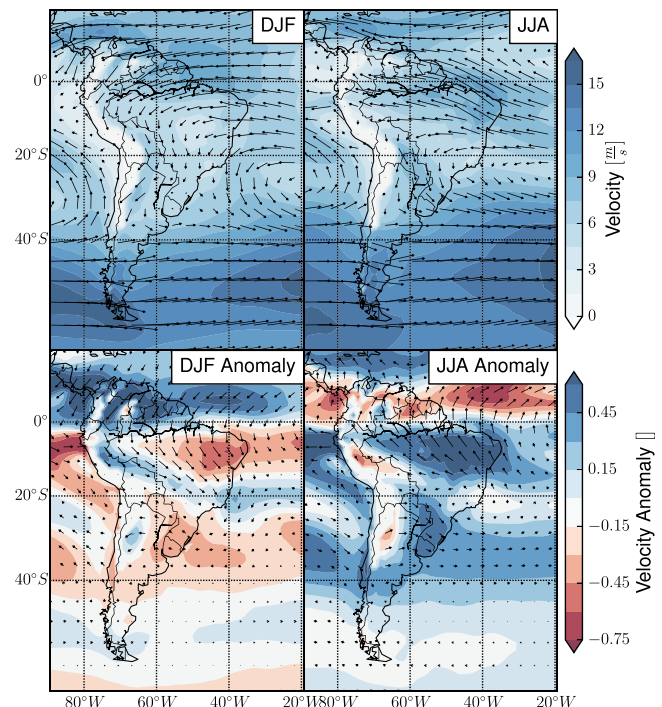 DJF
JJA
0°
20°S
40°S
15
12
9
6
3
0
Velocity [m/s]
DJF Anomaly
JJA Anomaly
0°
20°S
40°S
0.45
0.15
−0.15
−0.45
−0.75
Velocity Anomaly []
80°W 60°W 40°W 20°W 80°W 60°W 40°W 20°W